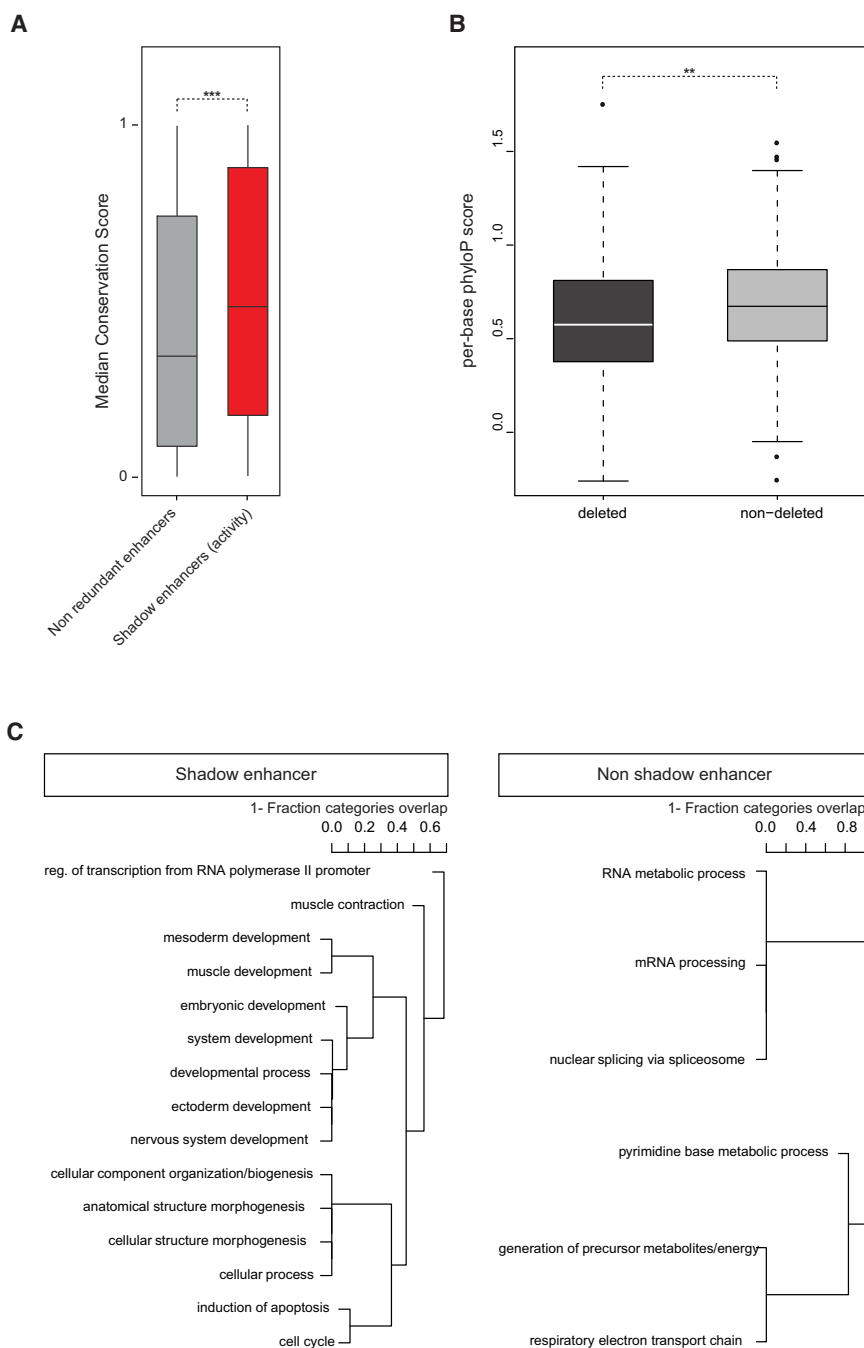 A
Median Conservation Score
1
0
***
Non redundant enhancers
Shadow enhancers (activity)
B
per-base phyloP score
1.5
1.0
0.5
0.0
**
deleted
non−deleted
C
Shadow enhancer
1- Fraction categories overlap
0.0 0.2 0.4 0.6
reg. of transcription from RNA polymerase II promoter
muscle contraction
mesoderm development
muscle development
embryonic development
system development
developmental process
ectoderm development
nervous system development
cellular component organization/biogenesis
anatomical structure morphogenesis
cellular structure morphogenesis
cellular process
induction of apoptosis
cell cycle
Non shadow enhancer
1- Fraction categories overlap
0.0 0.4 0.8
RNA metabolic process
mRNA processing
nuclear splicing via spliceosome
pyrimidine base metabolic process
generation of precursor metabolites/energy
respiratory electron transport chain